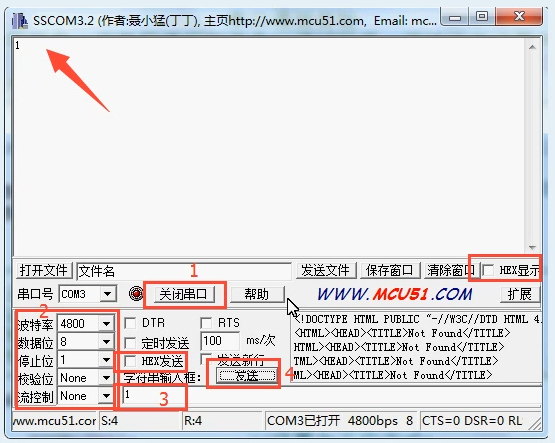 SSCOM3.2 (作者:聂小猛(丁丁), 主页http://www.mcu51.com, Email: mc...
1
打开文件 文件名 发送文件 保存窗口 清除窗口 HEX显示
1
串口号 COM3 关闭串口 帮助 WWW.MCU51.COM 扩展
2
波特率 4800 DTR RTS
数据位 8 定时发送 100 ms/次
停止位 1 HEX发送 发送新行
校验位 None 字符串输入框: 发送 4
流控制 None 1 3
<!DOCTYPE HTML PUBLIC "-//W3C//DTD HTML 4.
<HTML><HEAD><TITLE>Not Found</TITLE>
HTML><HEAD><TITLE>Not Found</TITLE>
HTML><HEAD><TITLE>Not Found</TITLE>
ML><HEAD><TITLE>Not Found</TITLE>
www.mcu51.cor S:4 R:4 COM3已打开 4800bps 8 CTS=0 DSR=0 RL